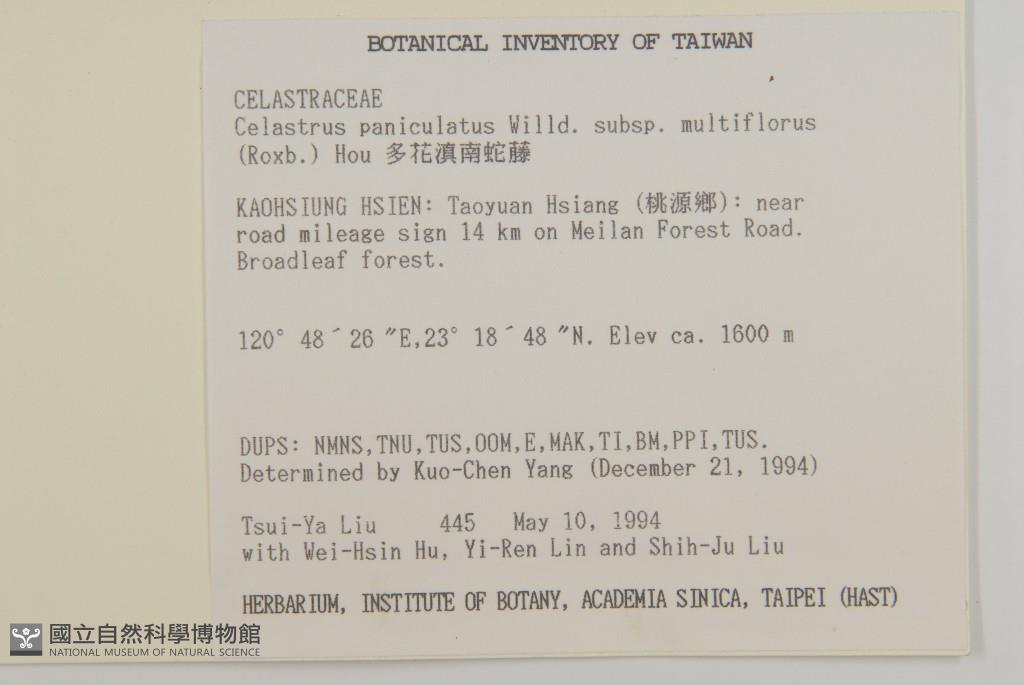 BOTANICAL INVENTORY OF TAIWAN
CELASTRACEAE
Celastrus paniculatus Willd. subsp. multiflorus
(Roxb.) Hou 多花滇南蛇藤
KAOHSIUNG HSIEN: Taoyuan Hsiang (桃源鄉): near
road mileage sign 14 km on Meilan Forest Road.
Broadleaf forest.
120° 48´ 26 ″E,23° 18´ 48 ″N. Elev ca. 1600 m
DUPS: NMNS,TNU,TUS,OOM,E,MAK,TI,BM,PPI,TUS.
Determined by Kuo-Chen Yang (December 21, 1994)
Tsui-Ya Liu 445 May 10, 1994
with Wei-Hsin Hu, Yi-Ren Lin and Shih-Ju Liu
HERBARIUM, INSTITUTE OF BOTANY, ACADEMIA SINICA, TAIPEI (HAST)
國立自然科學博物館
NATIONAL MUSEUM OF NATURAL SCIENCE